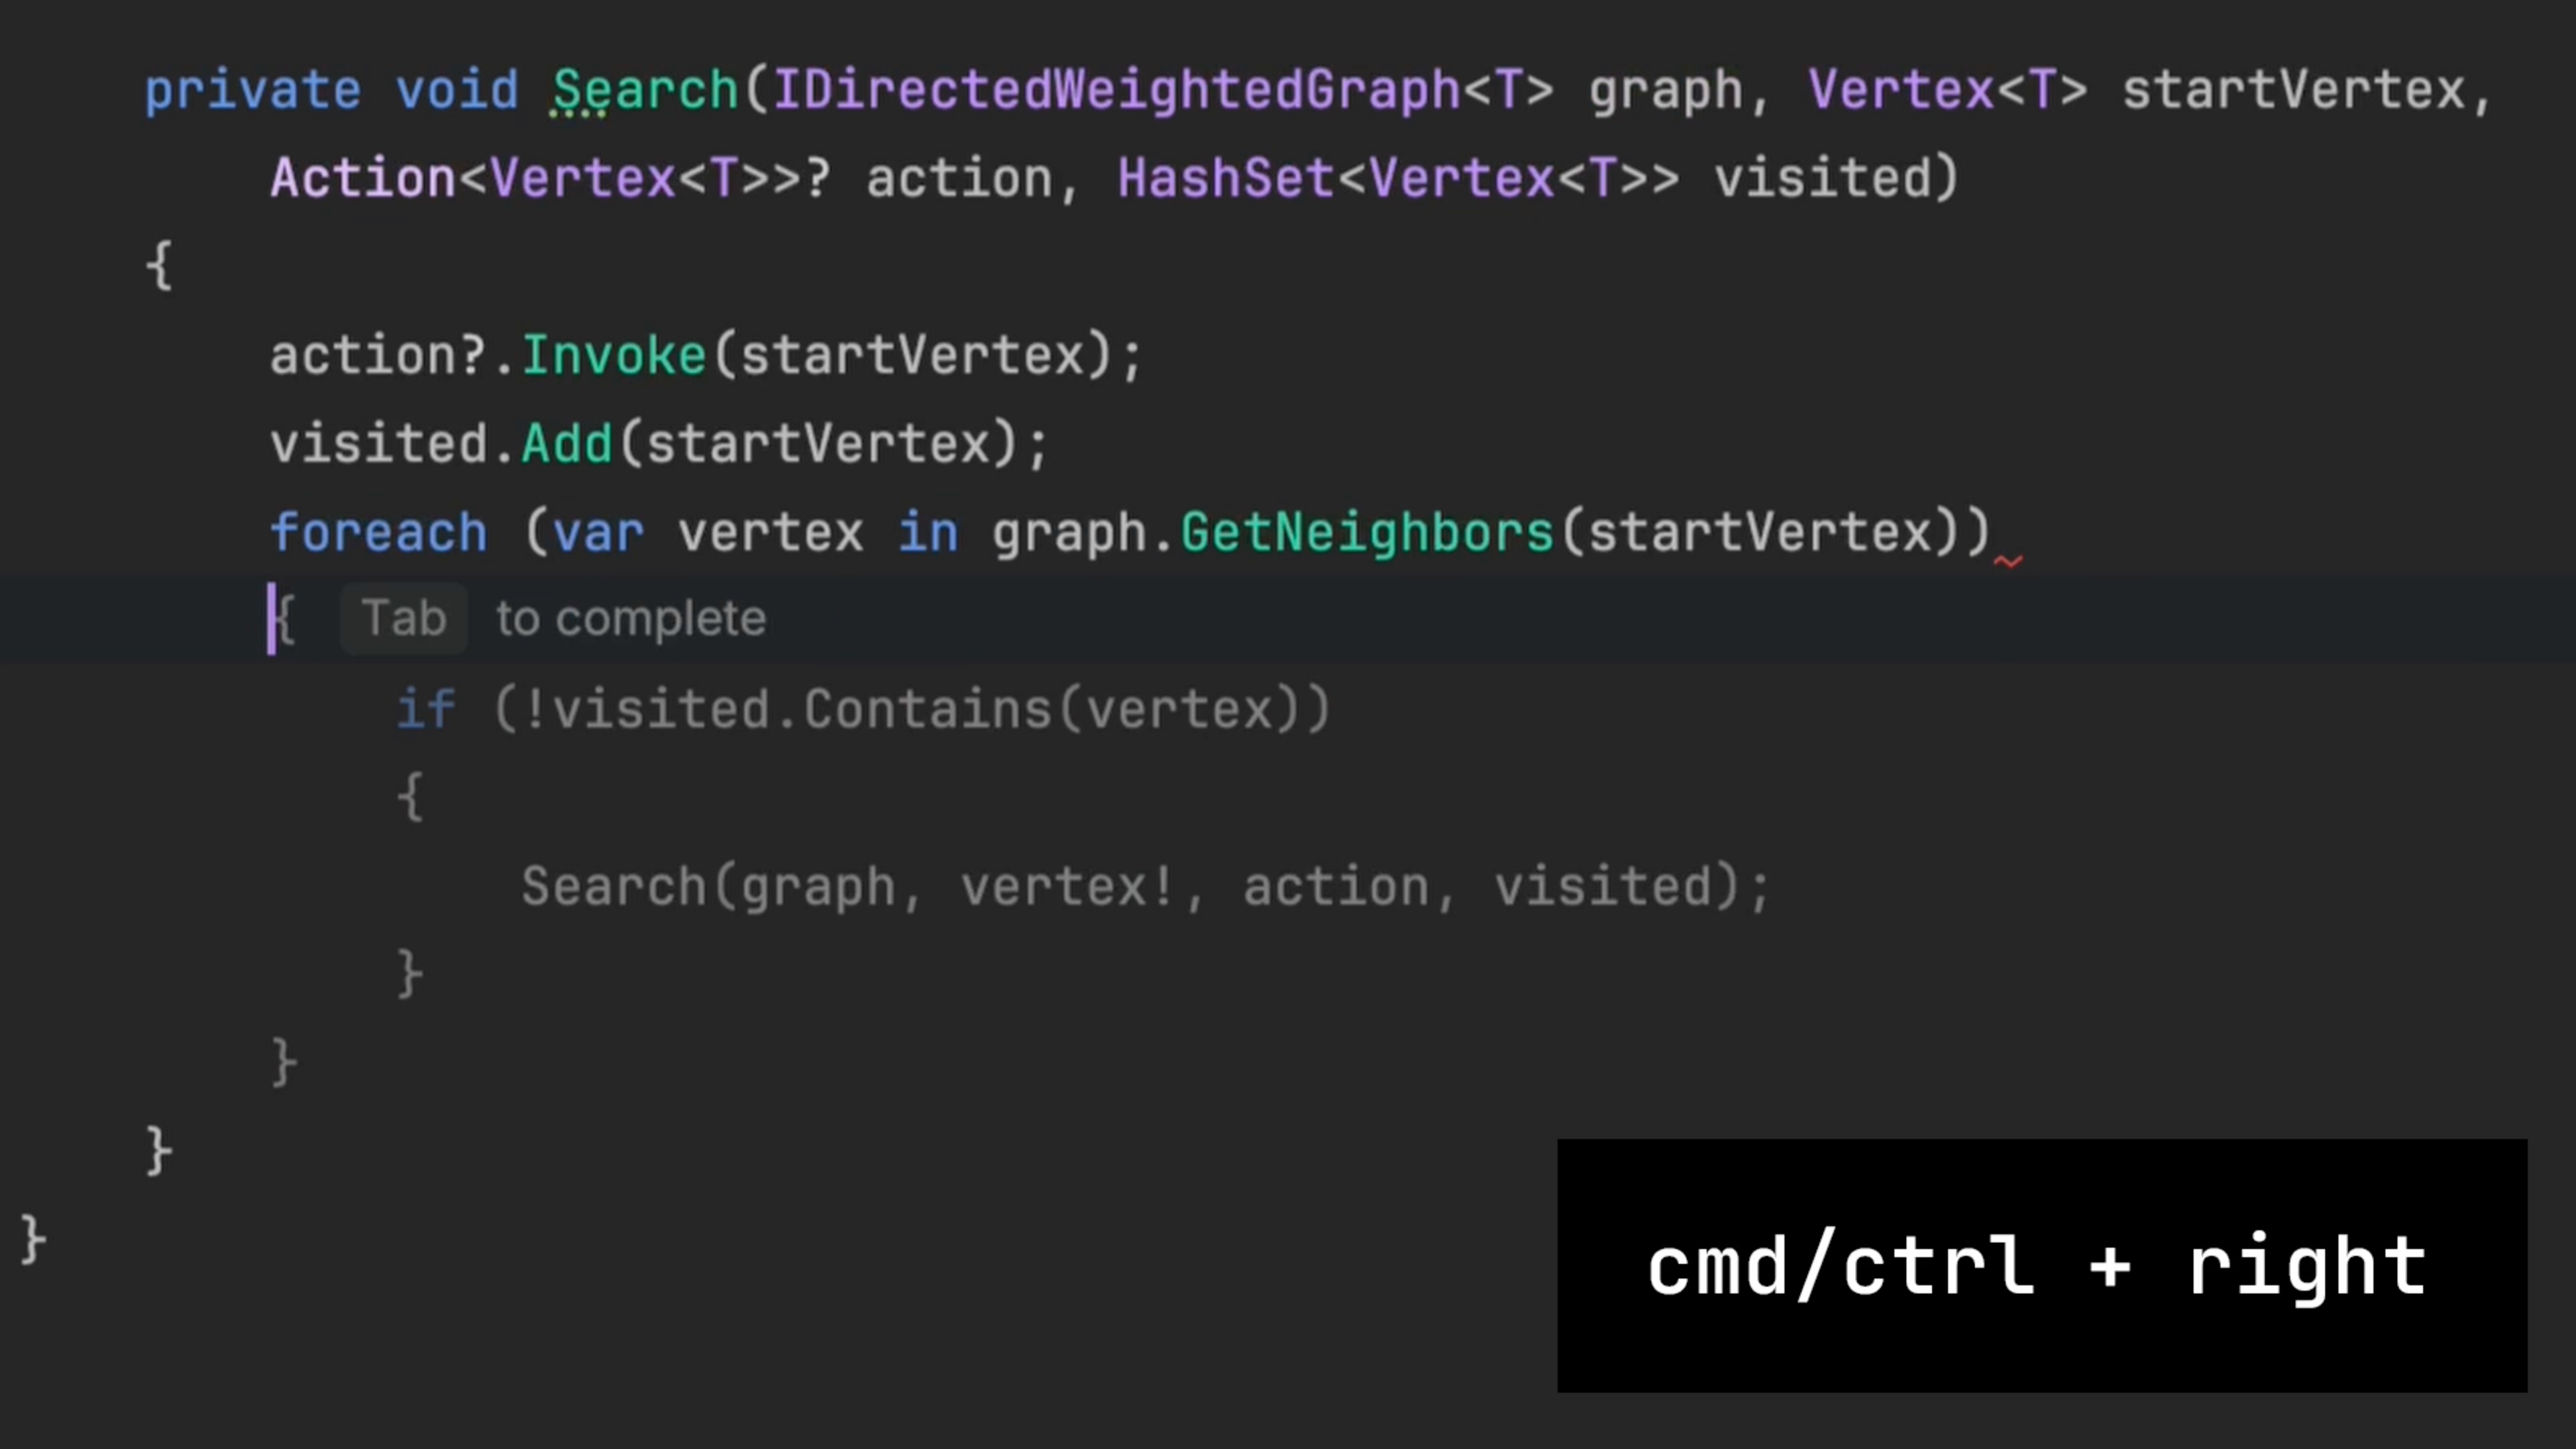 private void Search(IDirectedWeightedGraph<T> graph, Vertex<T> startVertex,
Action<Vertex<T>>? action, HashSet<Vertex<T>> visited)
{
action?.Invoke(startVertex);
visited.Add(startVertex);
foreach (var vertex in graph.GetNeighbors(startVertex))
{ Tab to complete
if (!visited.Contains(vertex))
{
Search(graph, vertex!, action, visited);
}
}
}
}
cmd/ctrl + right